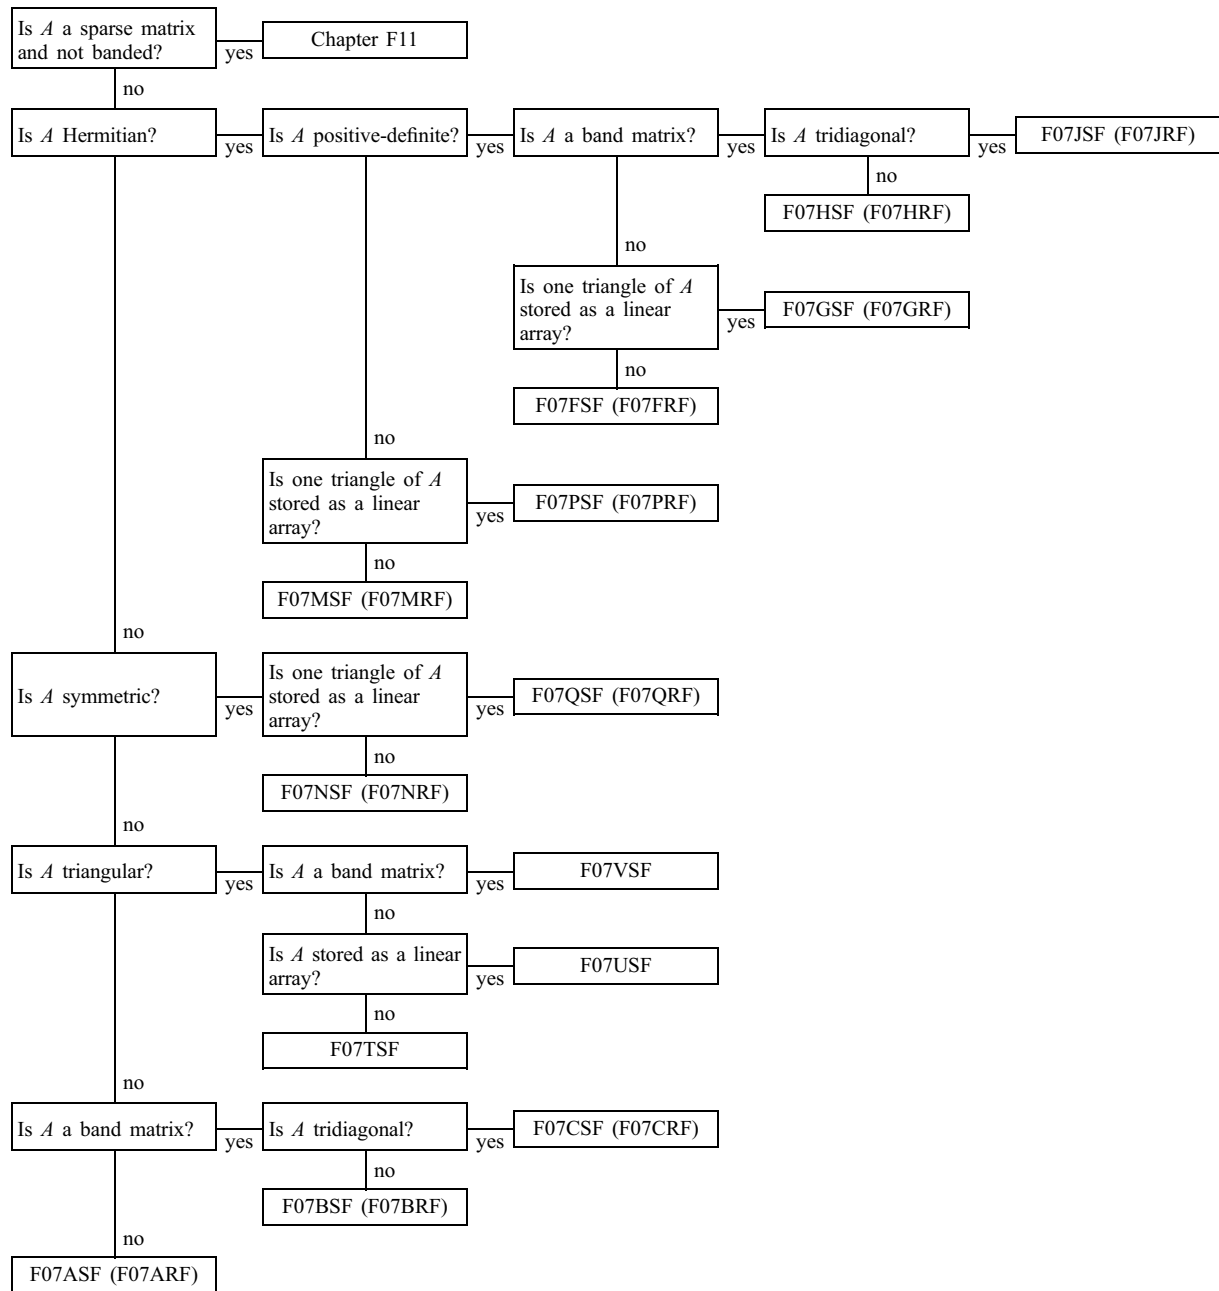 Is A a sparse matrix
and not banded?
yes
Chapter F11
no
Is A Hermitian?
yes
Is A positive-definite?
yes
Is A a band matrix?
yes
Is A tridiagonal?
yes
F07JSF (F07JRF)
no
F07HSF (F07HRF)
no
Is one triangle of A
stored as a linear
array?
yes
F07GSF (F07GRF)
no
F07FSF (F07FRF)
no
Is one triangle of A
stored as a linear
array?
yes
F07PSF (F07PRF)
no
F07MSF (F07MRF)
no
Is A symmetric?
yes
Is one triangle of A
stored as a linear
array?
yes
F07QSF (F07QRF)
no
F07NSF (F07NRF)
no
Is A triangular?
yes
Is A a band matrix?
yes
F07VSF
no
Is A stored as a linear
array?
yes
F07USF
no
F07TSF
no
Is A a band matrix?
yes
Is A tridiagonal?
yes
F07CSF (F07CRF)
no
F07BSF (F07BRF)
no
F07ASF (F07ARF)